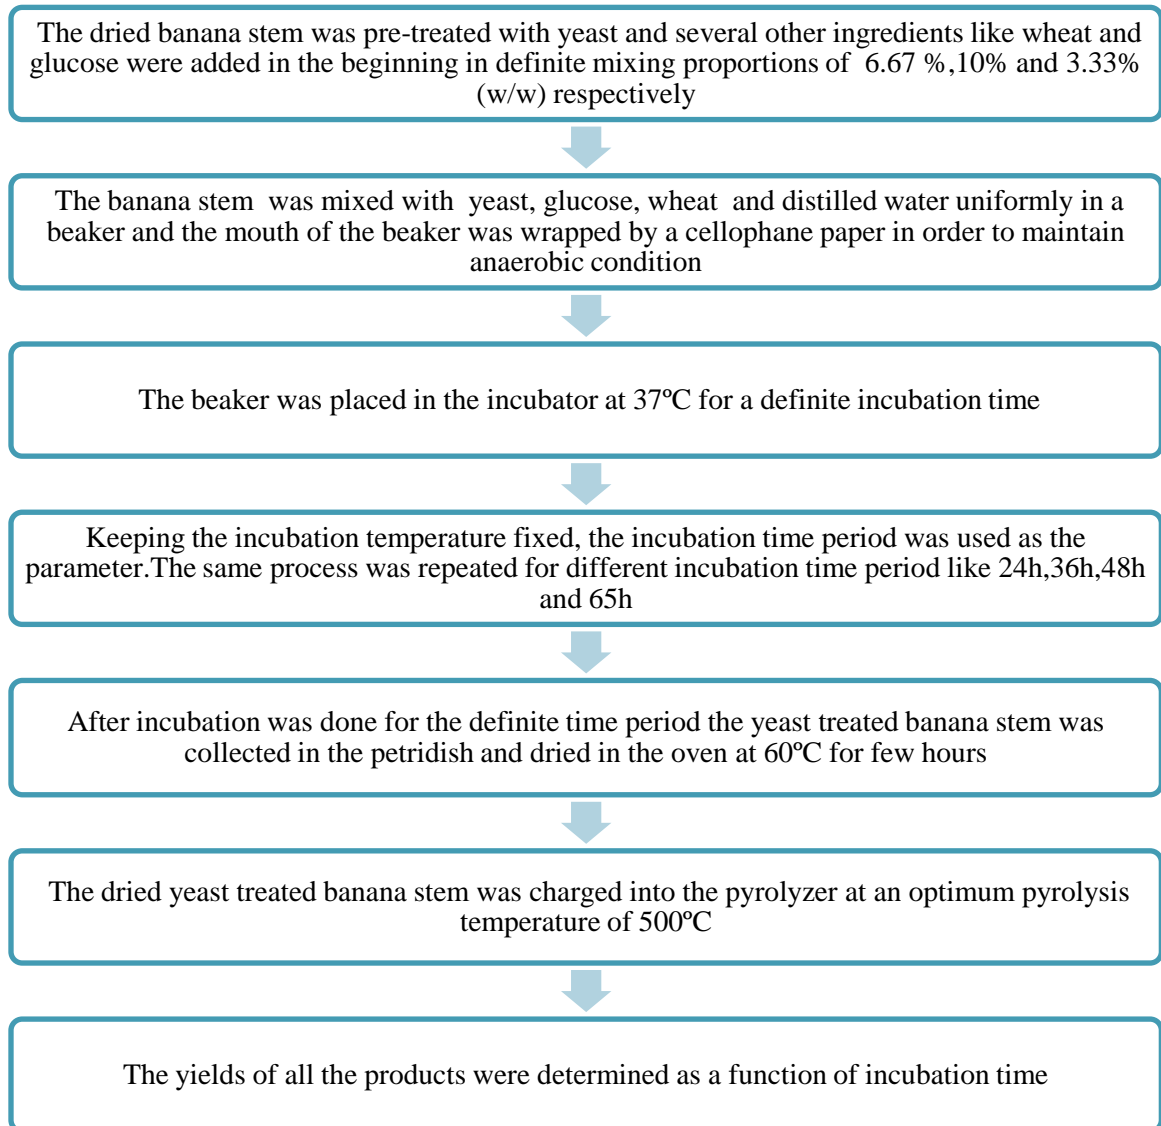 The dried banana stem was pre-treated with yeast and several other ingredients like wheat and
glucose were added in the beginning in definite mixing proportions of  6.67 %,10% and 3.33%
(w/w) respectively
The banana stem  was mixed with  yeast, glucose, wheat  and distilled water uniformly in a
beaker and the mouth of the beaker was wrapped by a cellophane paper in order to maintain
anaerobic condition
The beaker was placed in the incubator at 37ºC for a definite incubation time
Keeping the incubation temperature fixed, the incubation time period was used as the
parameter.The same process was repeated for different incubation time period like 24h,36h,48h
and 65h
After incubation was done for the definite time period the yeast treated banana stem was
collected in the petridish and dried in the oven at 60ºC for few hours
The dried yeast treated banana stem was charged into the pyrolyzer at an optimum pyrolysis
temperature of 500ºC
The yields of all the products were determined as a function of incubation time